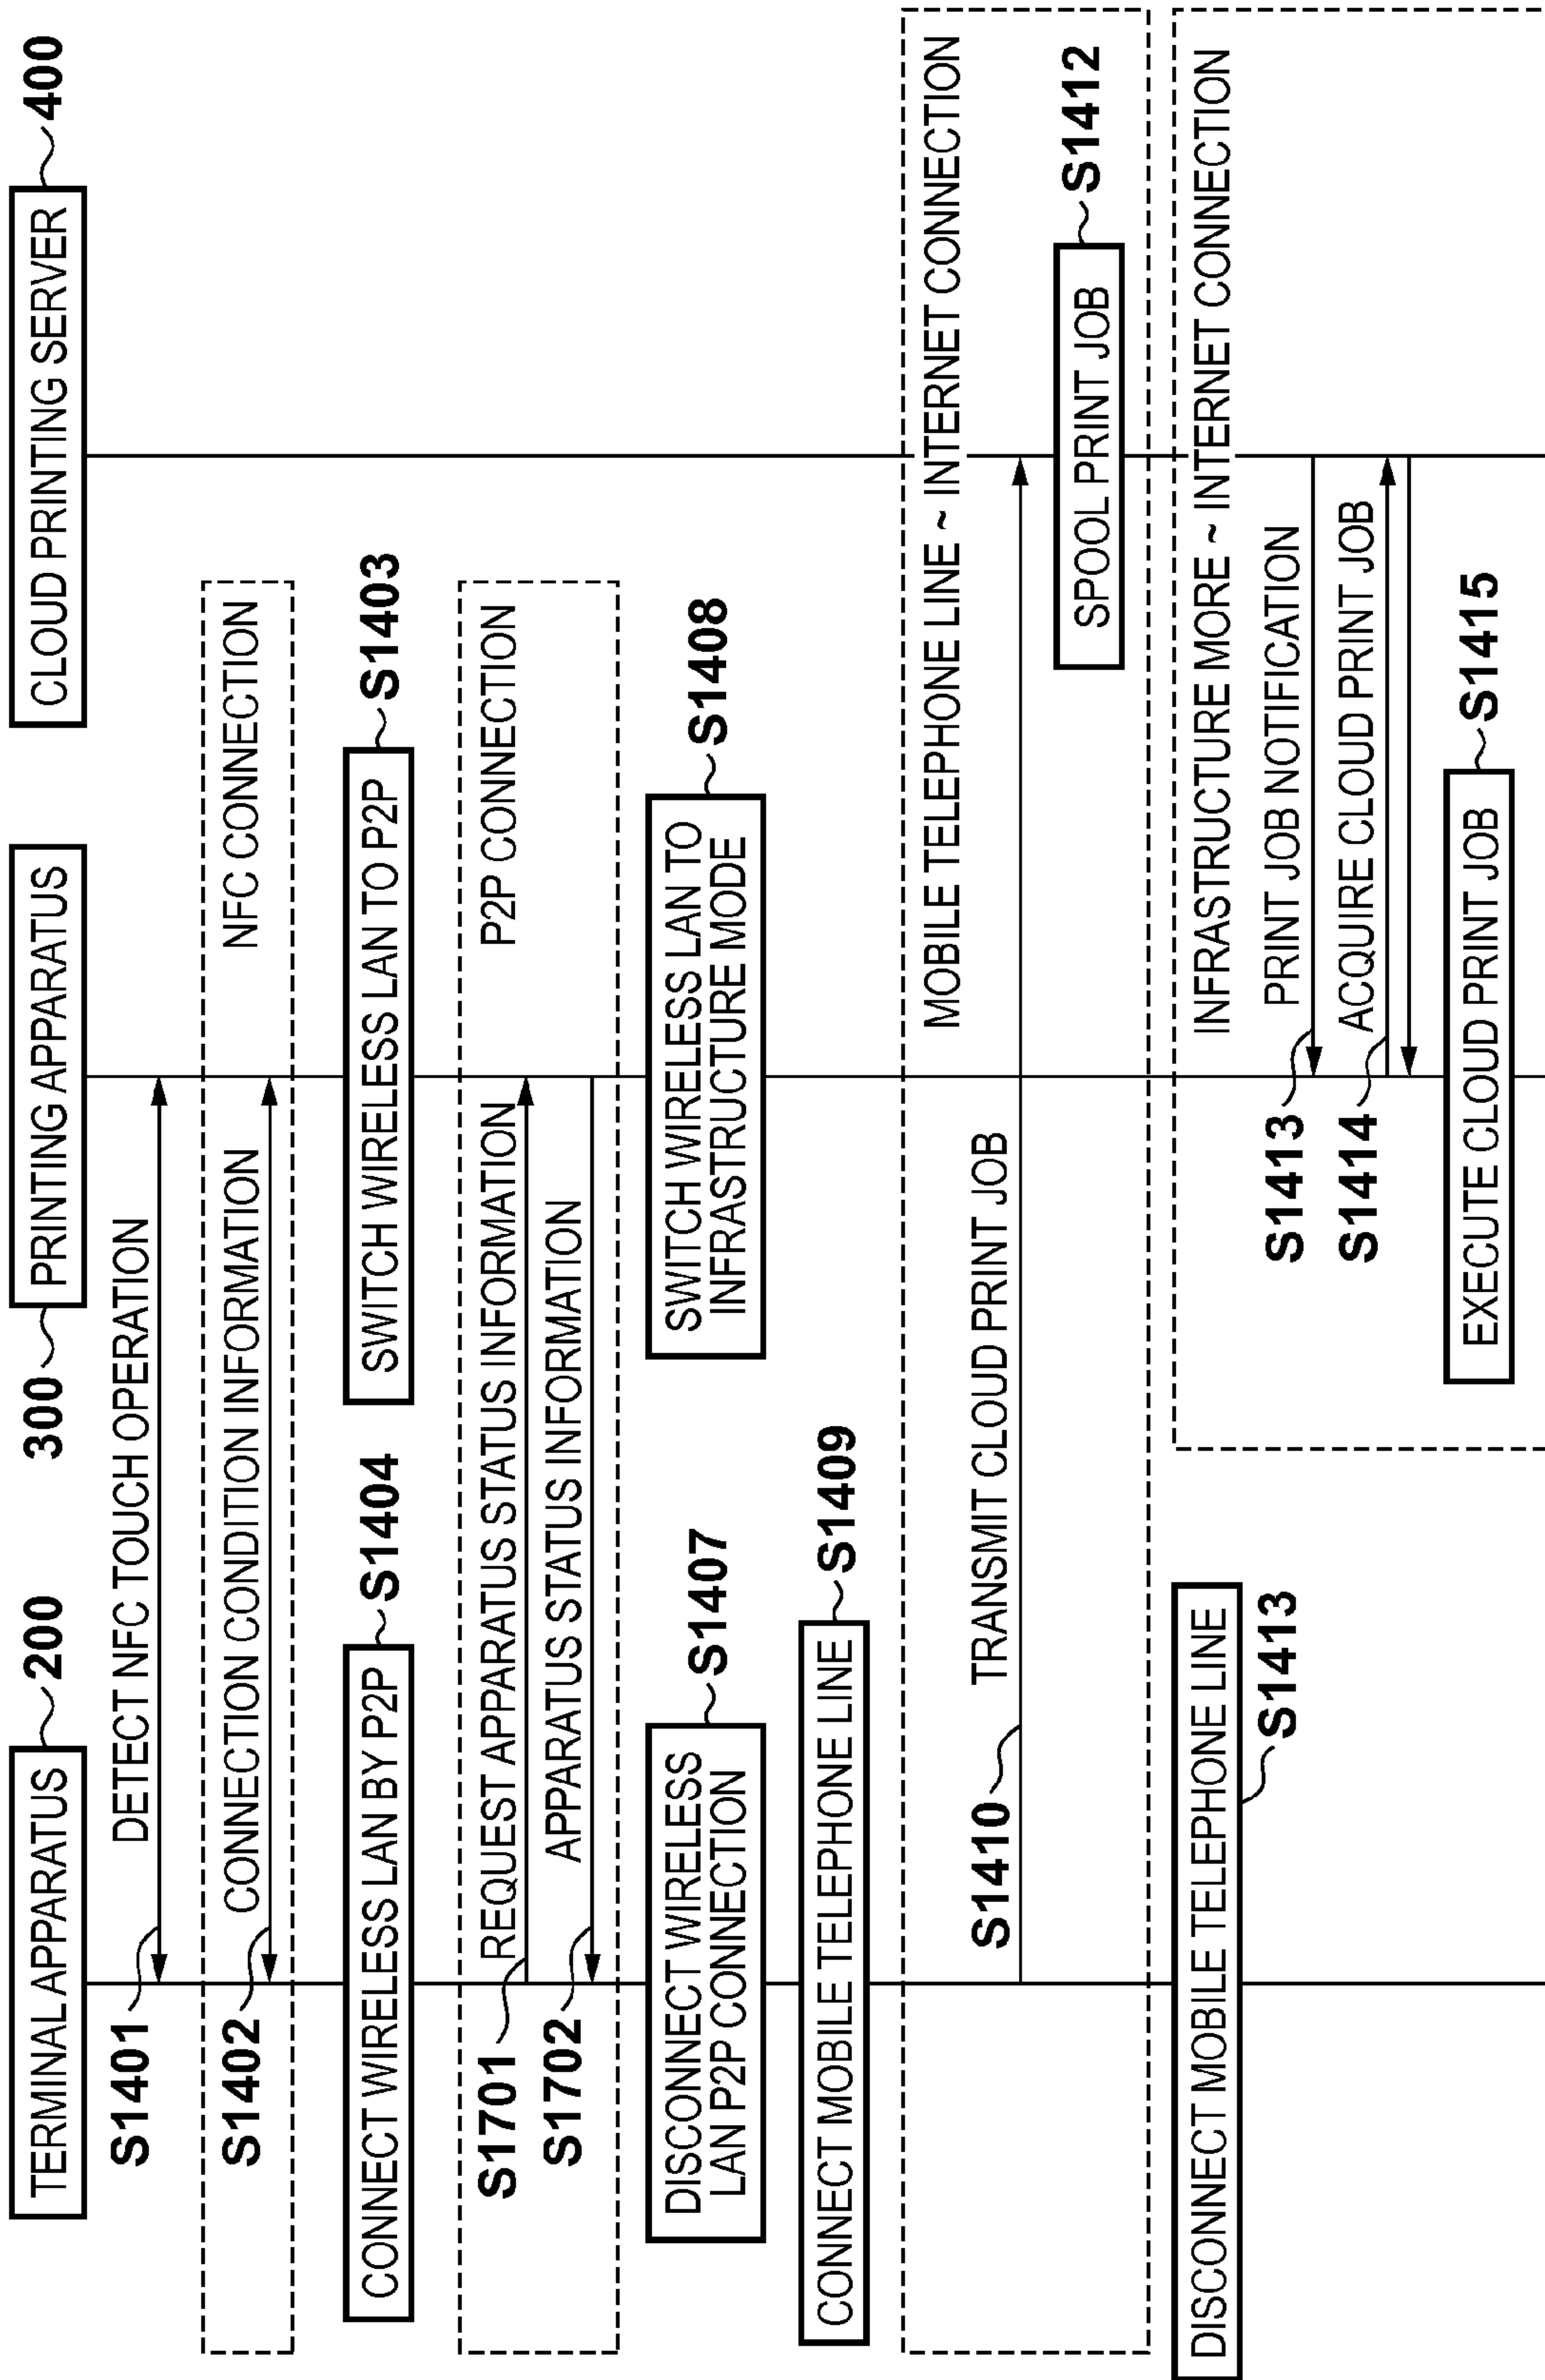 TERMINAL APPARATUS
200
300
PRINTING APPARATUS
CLOUD PRINTING SERVER
400
S1401
DETECT NFC TOUCH OPERATION
S1402
CONNECTION CONDITION INFORMATION
NFC CONNECTION
CONNECT WIRELESS LAN BY P2P
S1404
SWITCH WIRELESS LAN TO P2P
S1403
S1701
REQUEST APPARATUS STATUS INFORMATION
P2P CONNECTION
S1702
APPARATUS STATUS INFORMATION
DISCONNECT WIRELESS
LAN P2P CONNECTION
S1407
SWITCH WIRELESS LAN TO
INFRASTRUCTURE MODE
S1408
CONNECT MOBILE TELEPHONE LINE
S1409
MOBILE TELEPHONE LINE ~ INTERNET CONNECTION
S1410
TRANSMIT CLOUD PRINT JOB
SPOOL PRINT JOB
S1412
DISCONNECT MOBILE TELEPHONE LINE
S1413
INFRASTRUCTURE MORE ~ INTERNET CONNECTION
S1413
PRINT JOB NOTIFICATION
S1414
ACQUIRE CLOUD PRINT JOB
EXECUTE CLOUD PRINT JOB
S1415